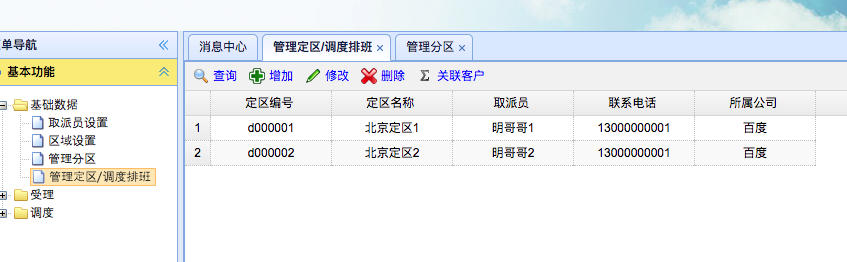 单导航
基本功能
基础数据
取派员设置
区域设置
管理分区
管理定区/调度排班
受理
调度
消息中心 管理定区/调度排班 管理分区
查询 增加 修改 删除 Σ 关联客户
定区编号 定区名称 取派员 联系电话 所属公司
1 d000001 北京定区1 明哥哥1 13000000001 百度
2 d000002 北京定区2 明哥哥2 13000000001 百度